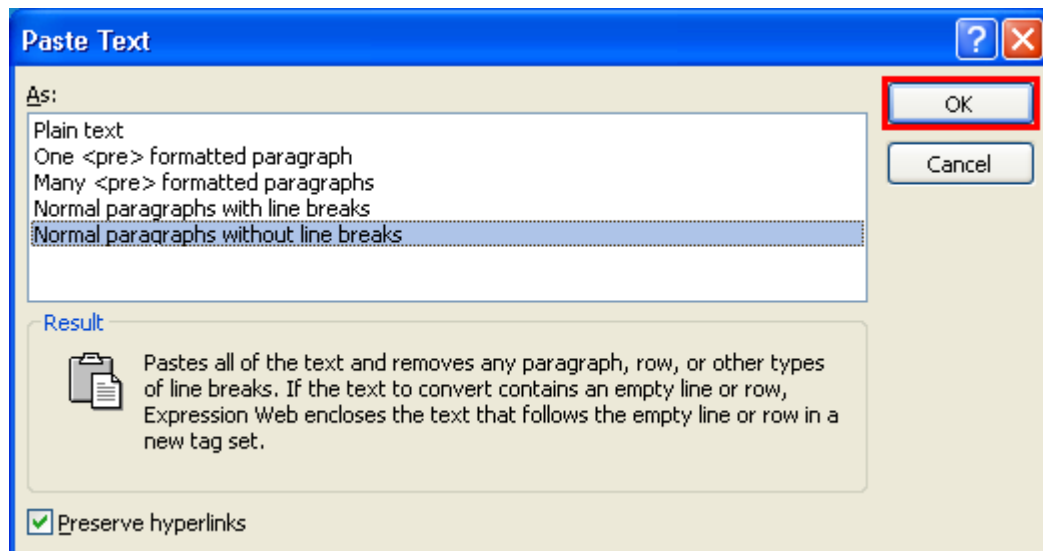 Paste Text
As:
OK
Plain text
One <pre> formatted paragraph
Cancel
Many <pre> formatted paragraphs
Normal paragraphs with line breaks
Normal paragraphs without line breaks
Result
Pastes all of the text and removes any paragraph, row, or other types
of line breaks. If the text to convert contains an empty line or row,
Expression Web encloses the text that follows the empty line or row in a
new tag set.
Preserve hyperlinks